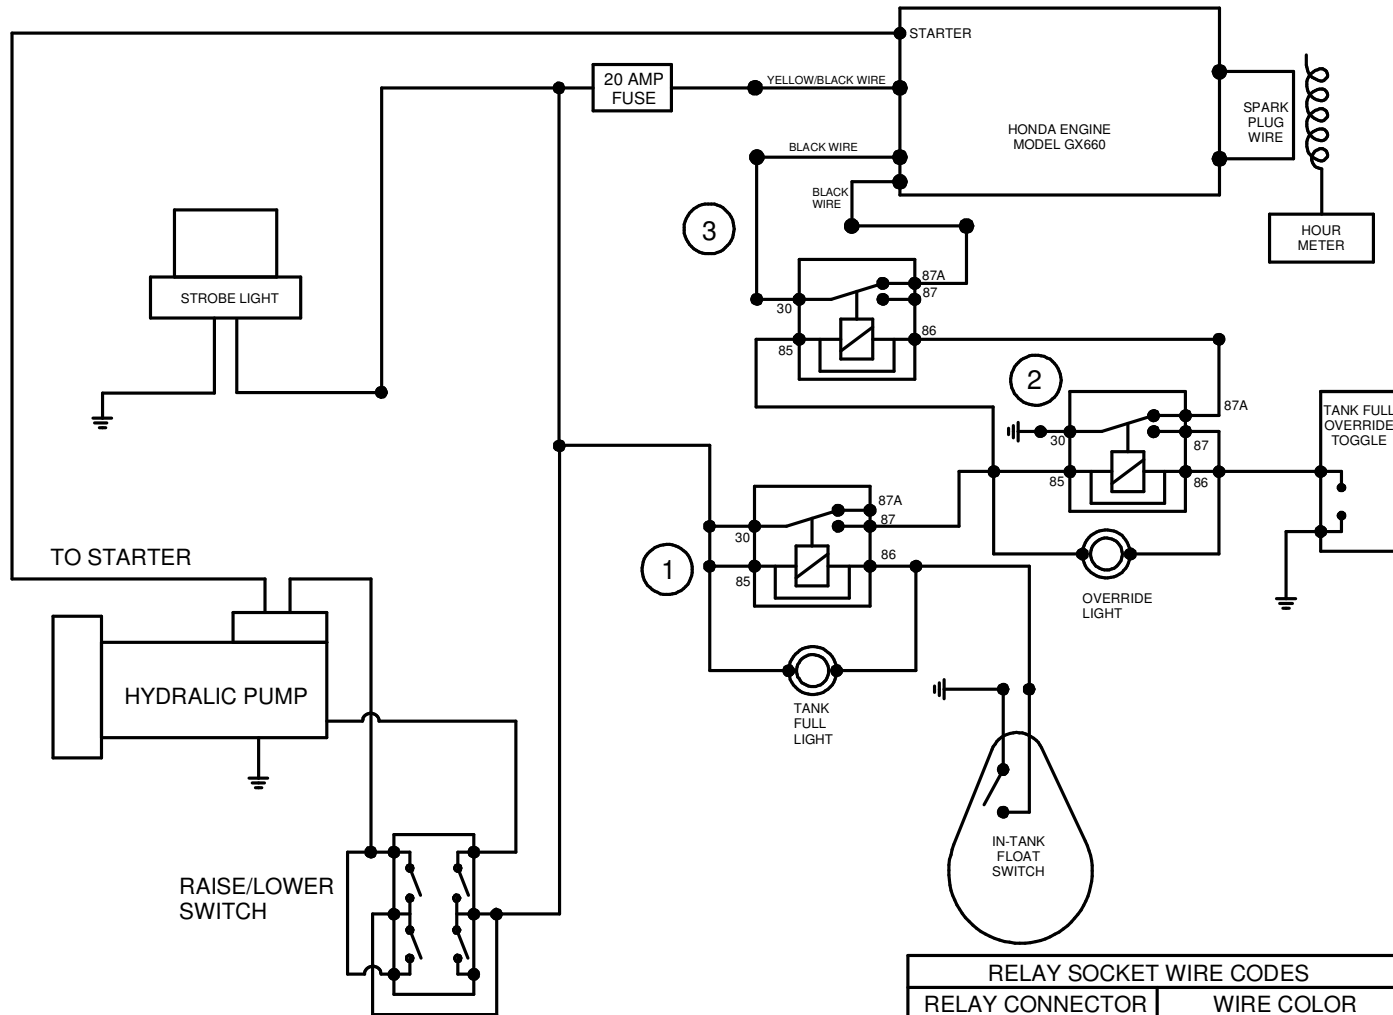 STARTER
20 AMP
FUSE
YELLOW/BLACK WIRE
HONDA ENGINE
MODEL GX660
SPARK
PLUG
WIRE
BLACK WIRE
BLACK
WIRE
HOUR
METER
3
STROBE LIGHT
87A
87
30
86
85
2
87A
87
30
86
85
TANK FULL
OVERRIDE
TOGGLE
87A
87
30
86
85
1
OVERRIDE
LIGHT
TO STARTER
HYDRALIC PUMP
TANK
FULL
LIGHT
IN-TANK
FLOAT
SWITCH
RAISE/LOWER
SWITCH
RELAY SOCKET WIRE CODES
RELAY CONNECTOR
WIRE COLOR